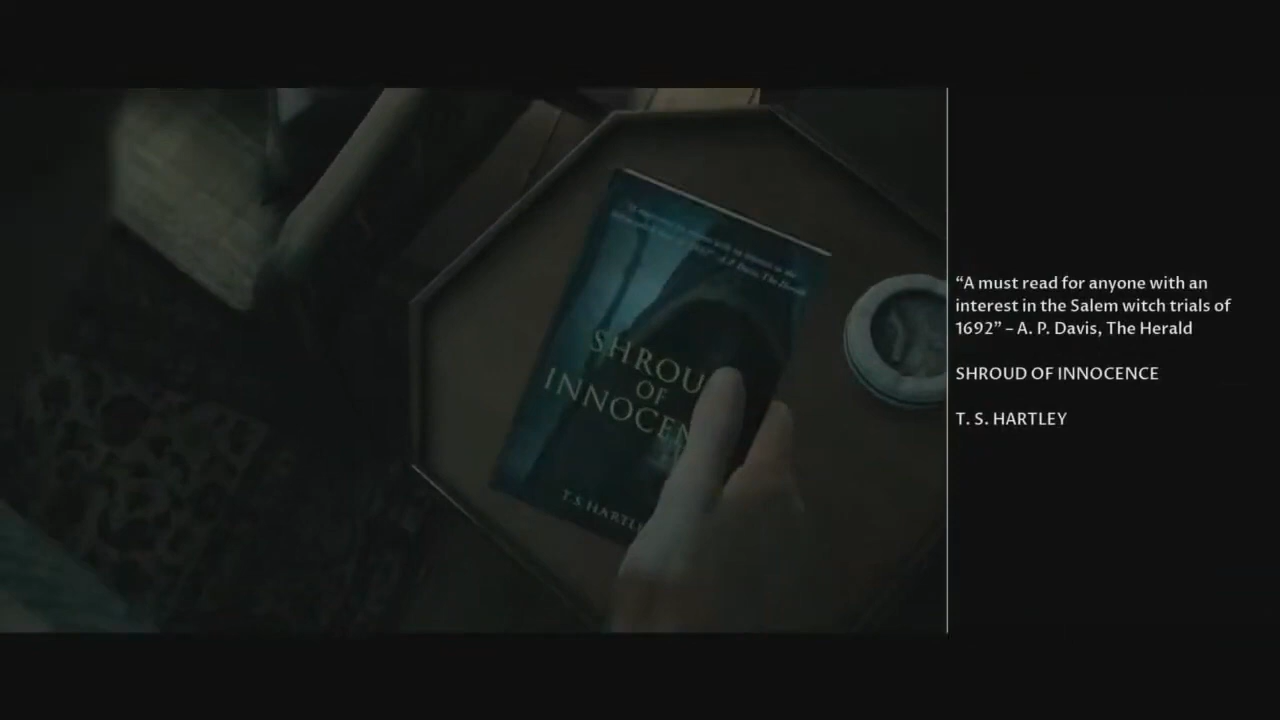 SHROU
OF
INNOCEN
T.S. HARTLE
“A must read for anyone with an
interest in the Salem witch trials of
1692” – A. P. Davis, The Herald
SHROUD OF INNOCENCE
T. S. HARTLEY